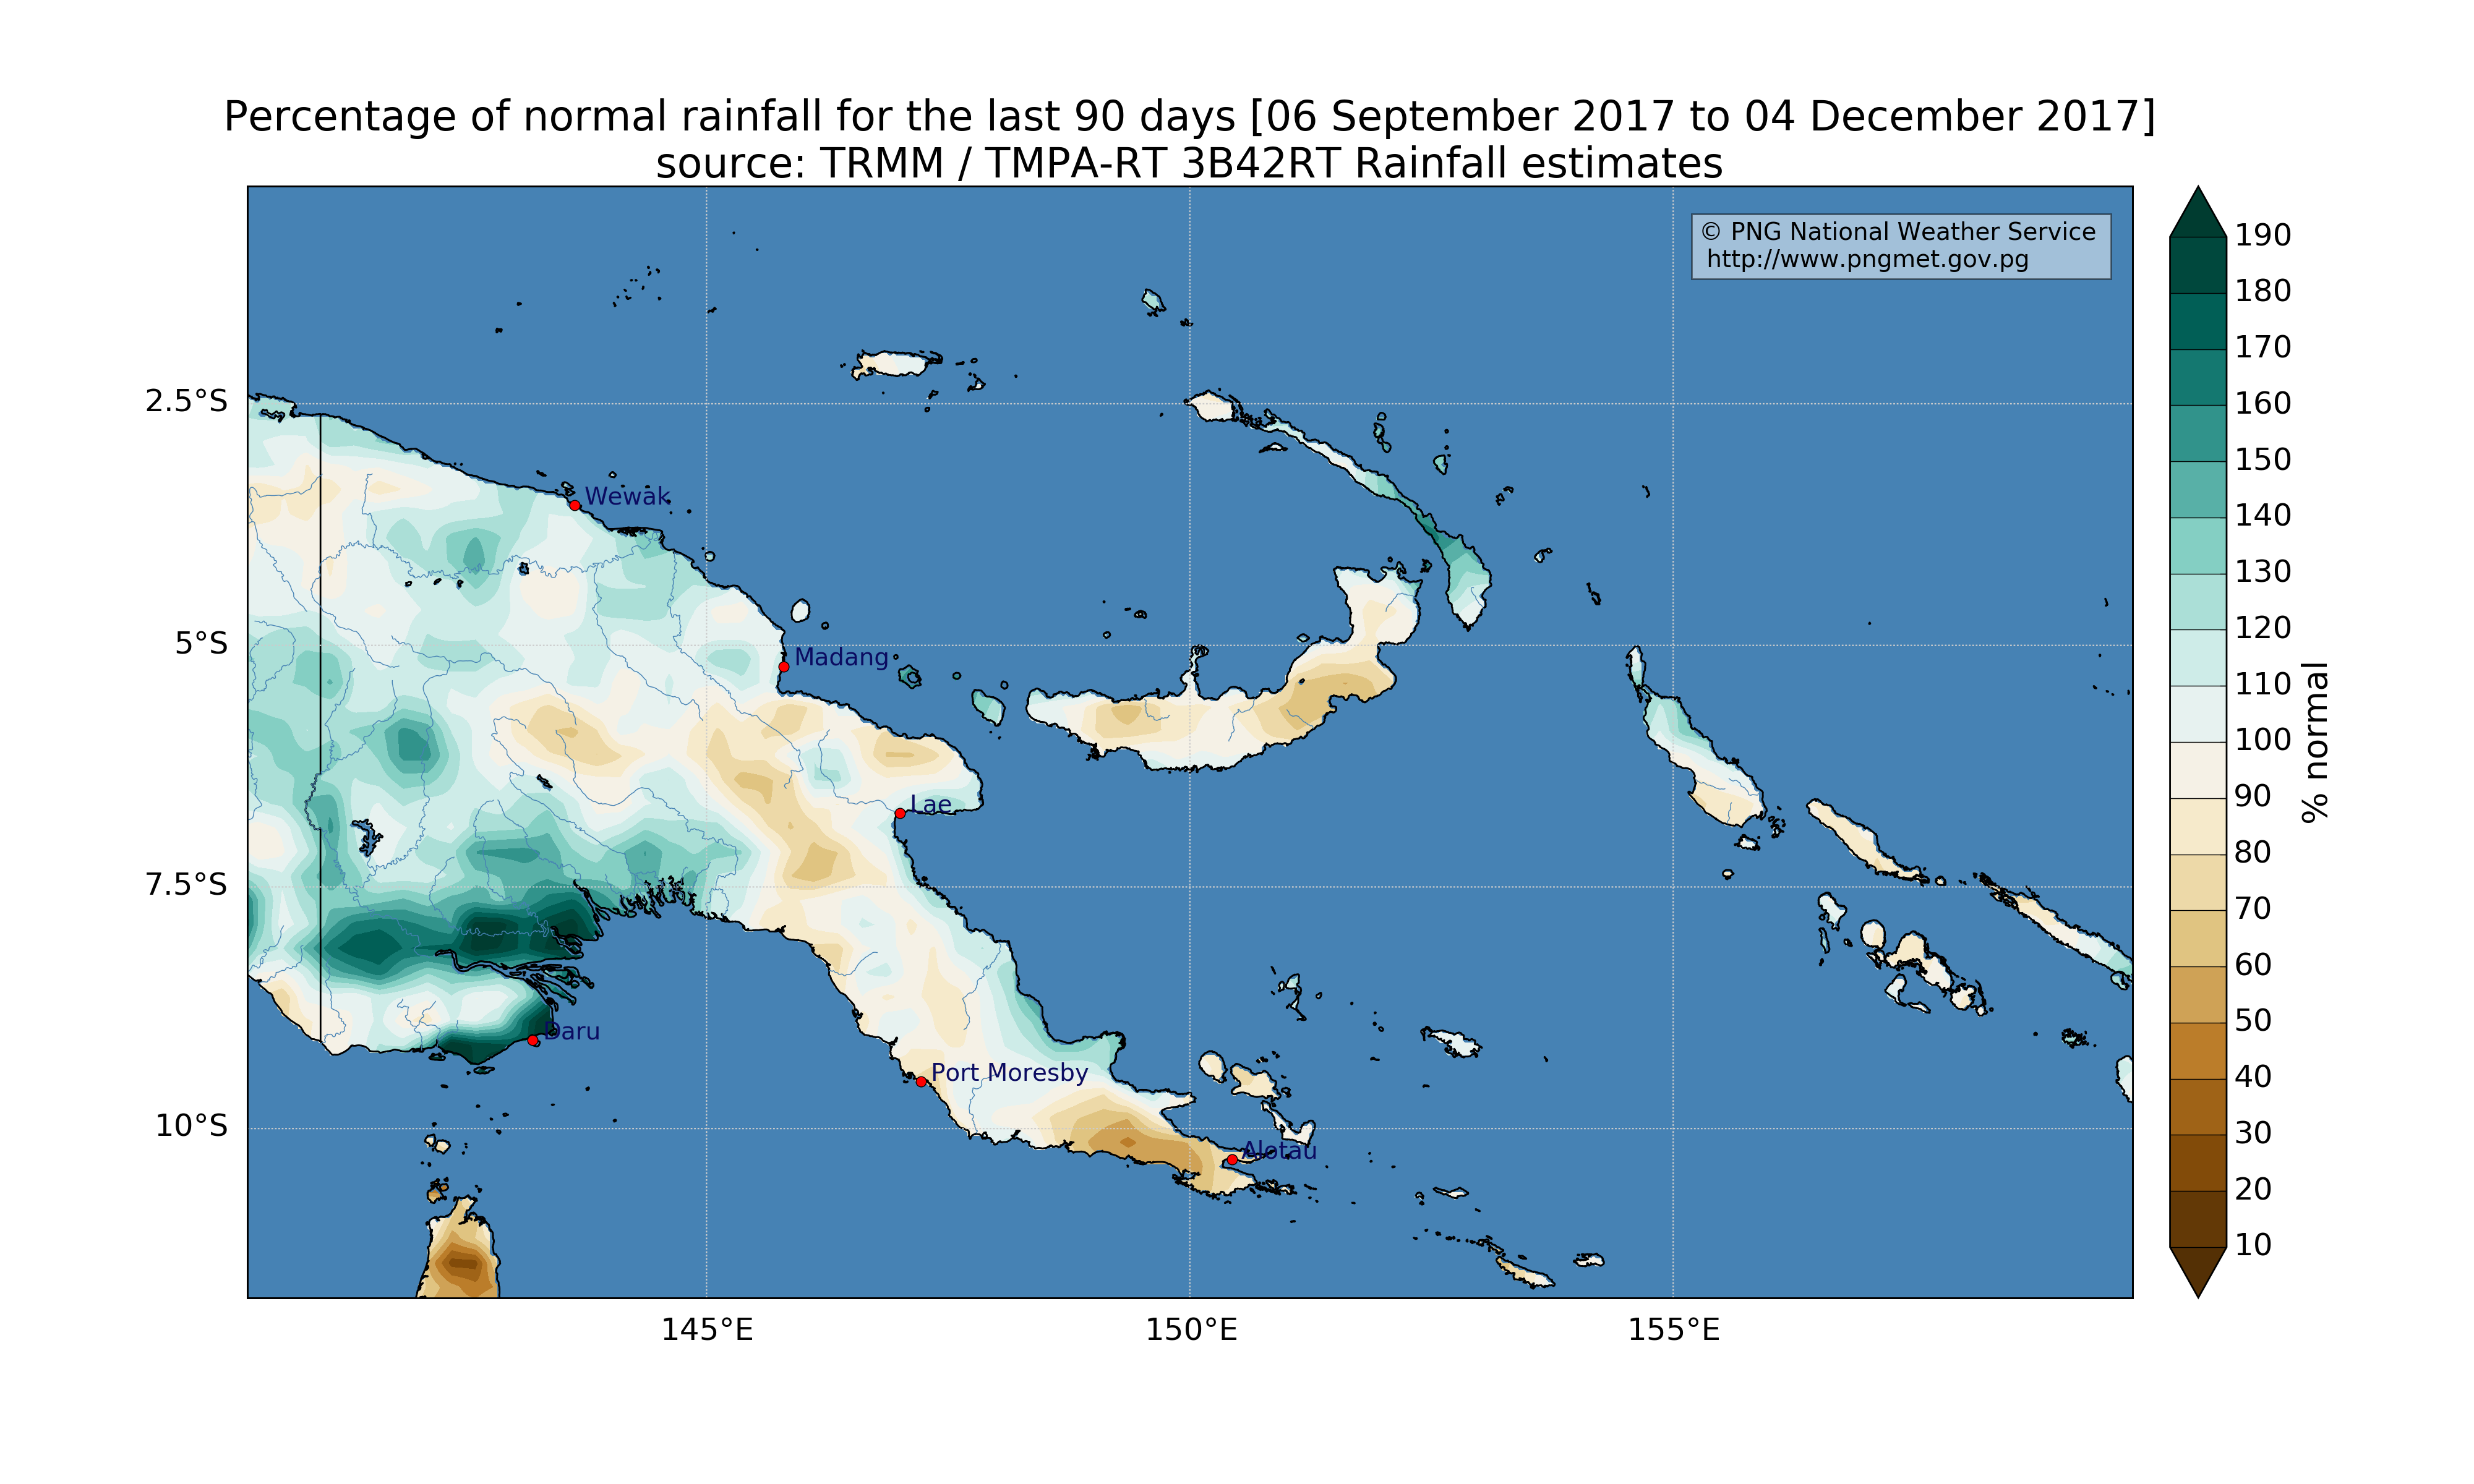 Percentage of normal rainfall for the last 90 days [06 September 2017 to 04 December 2017]
source: TRMM / TMPA-RT 3B42RT Rainfall estimates
© PNG National Weather Service
http://www.pngmet.gov.pg
2.5°S
5°S
7.5°S
10°S
Wewak
Madang
Lae
Daru
Port Moresby
Alotau
145°E
150°E
155°E
190
180
170
160
150
140
130
120
110
100
90
80
70
60
50
40
30
20
10
% normal